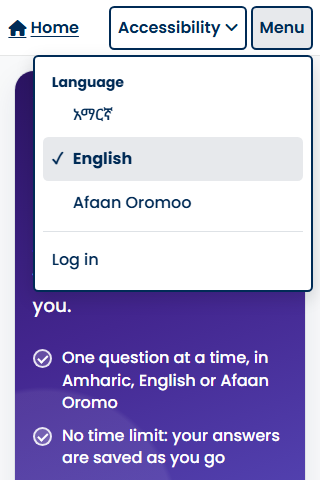 Home
Accessibility
Menu
Language
አማርኛ
English
Afaan Oromoo
Log in
you.
One question at a time, in
Amharic, English or Afaan
Oromo
No time limit: your answers
are saved as you go